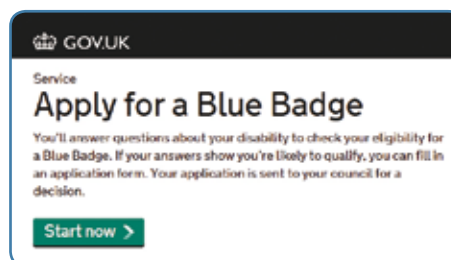 GOV.UK
Service
Apply for a Blue Badge
You'll answer questions about your disability to check your eligibility for
a Blue Badge. If your answers show you're likely to qualify, you can fill in
an application form. Your application is sent to your council for a
decision.
Start now >